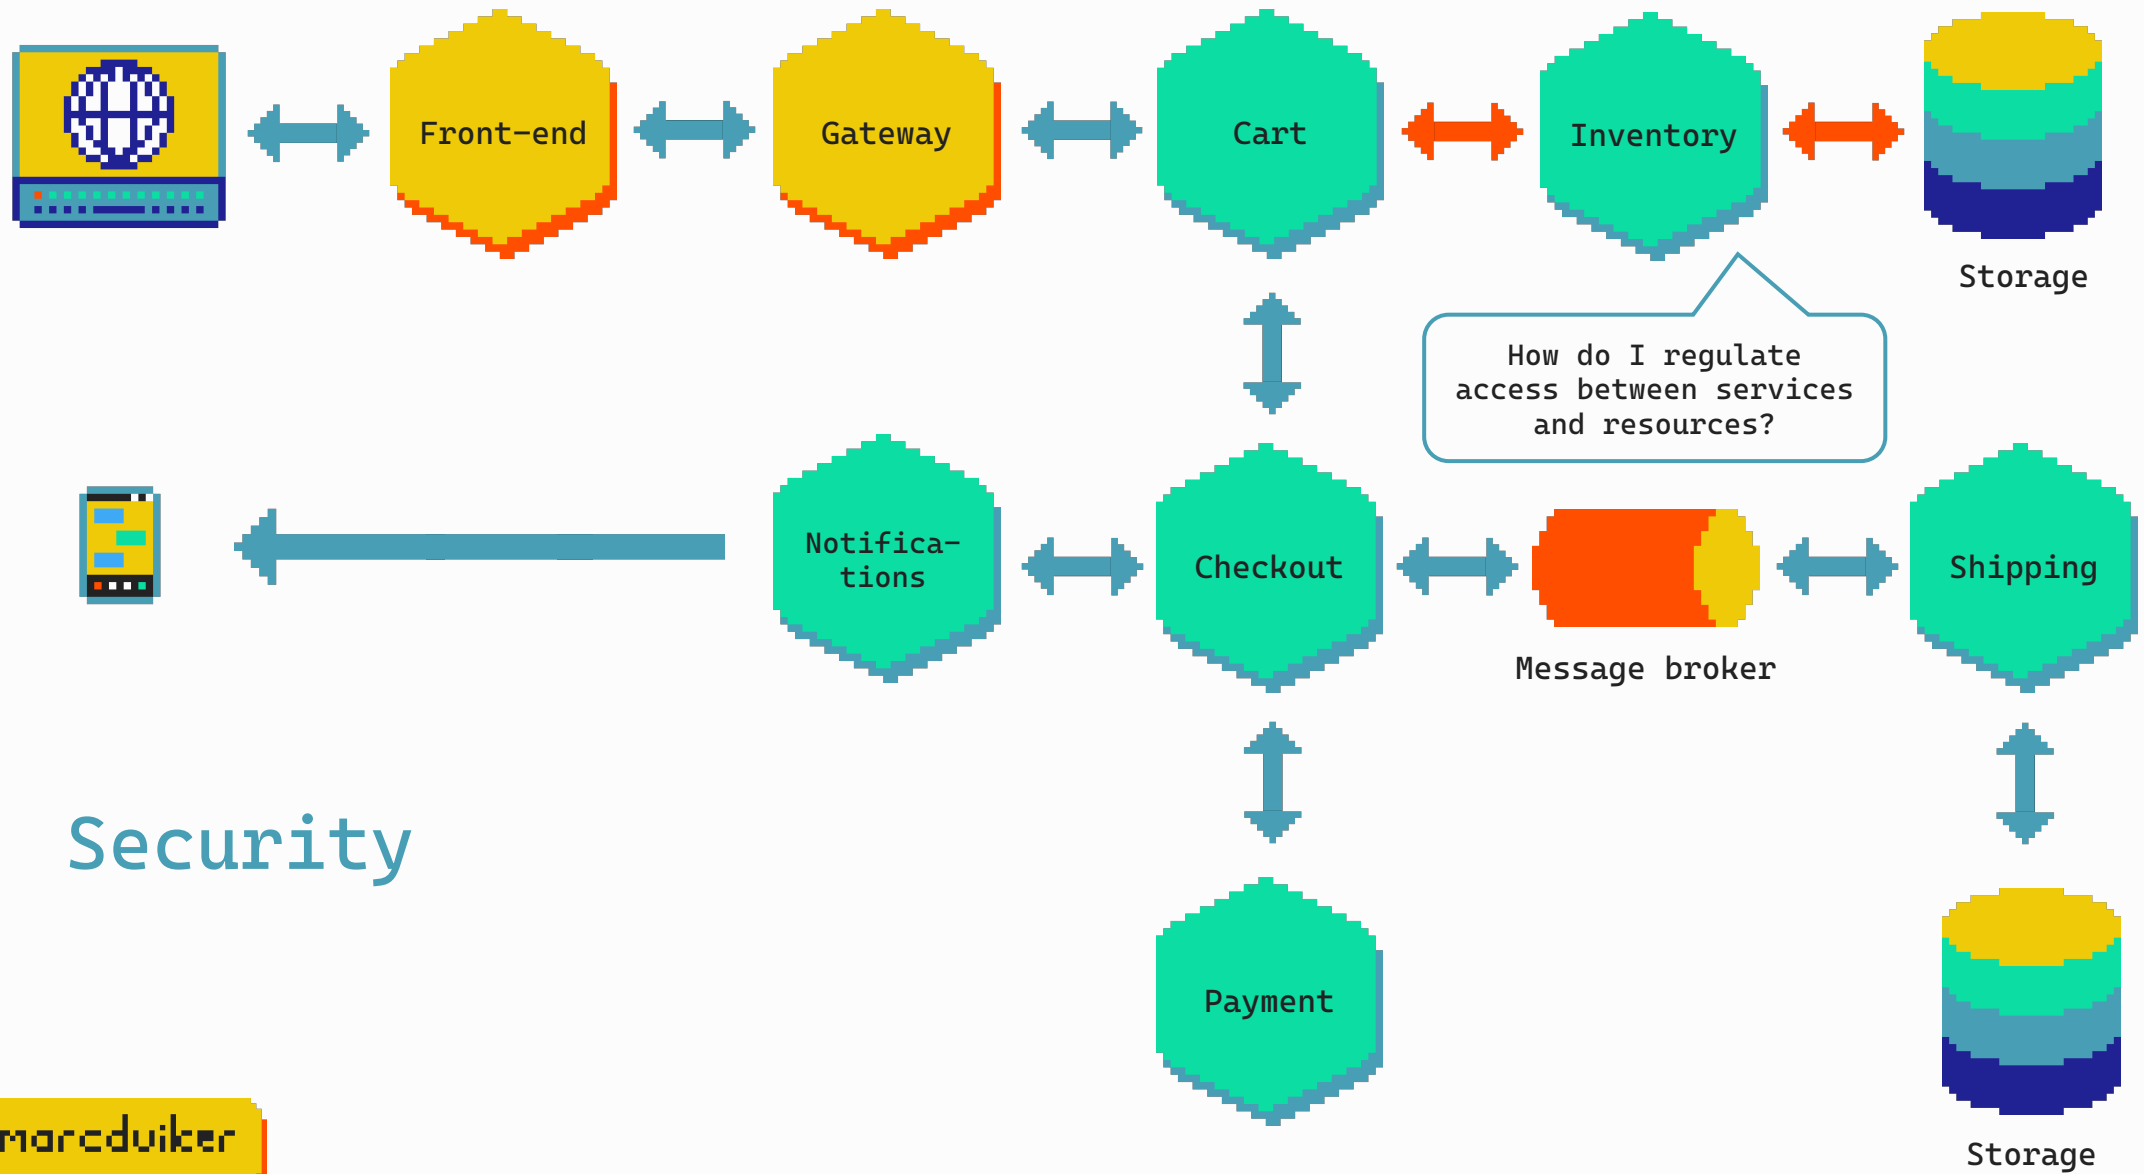 Front-end
Gateway
Cart
Inventory
Storage
How do I regulate
access between services
and resources?
Notifica-
tions
Checkout
Message broker
Shipping
Security
Payment
Storage
marcduiker